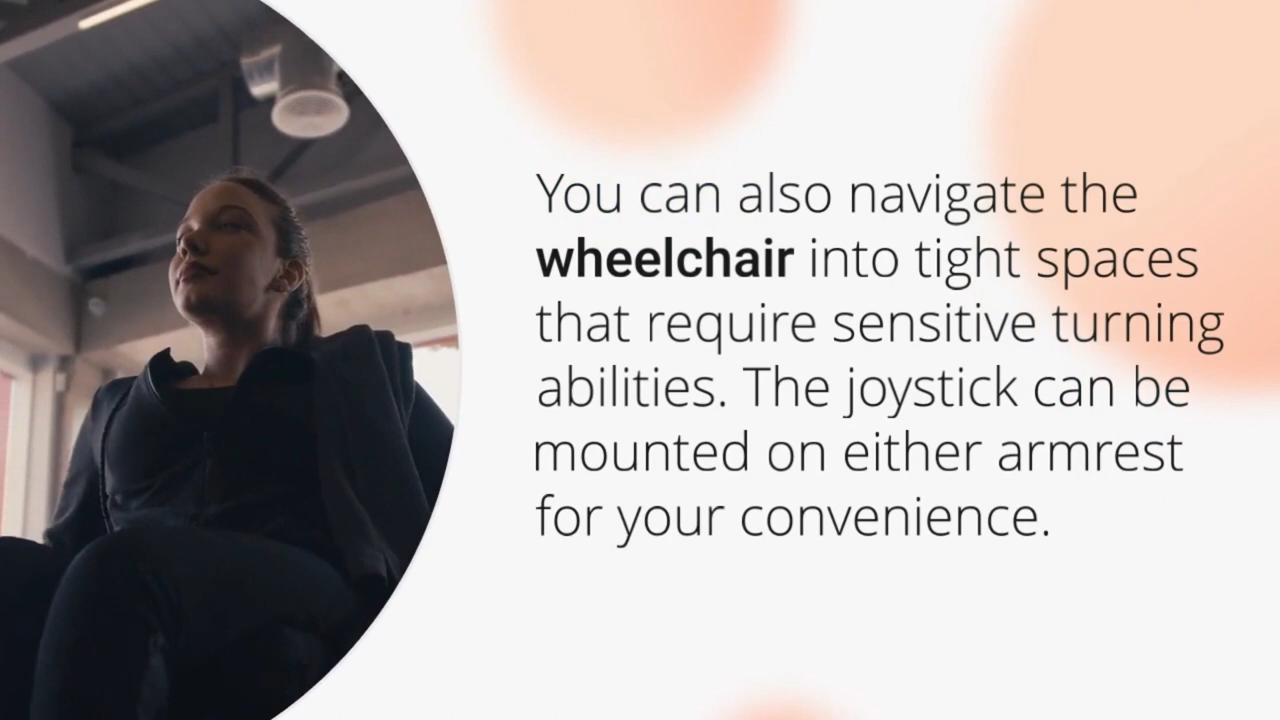 You can also navigate the
wheelchair into tight spaces
that require sensitive turning
abilities. The joystick can be
mounted on either armrest
for your convenience.